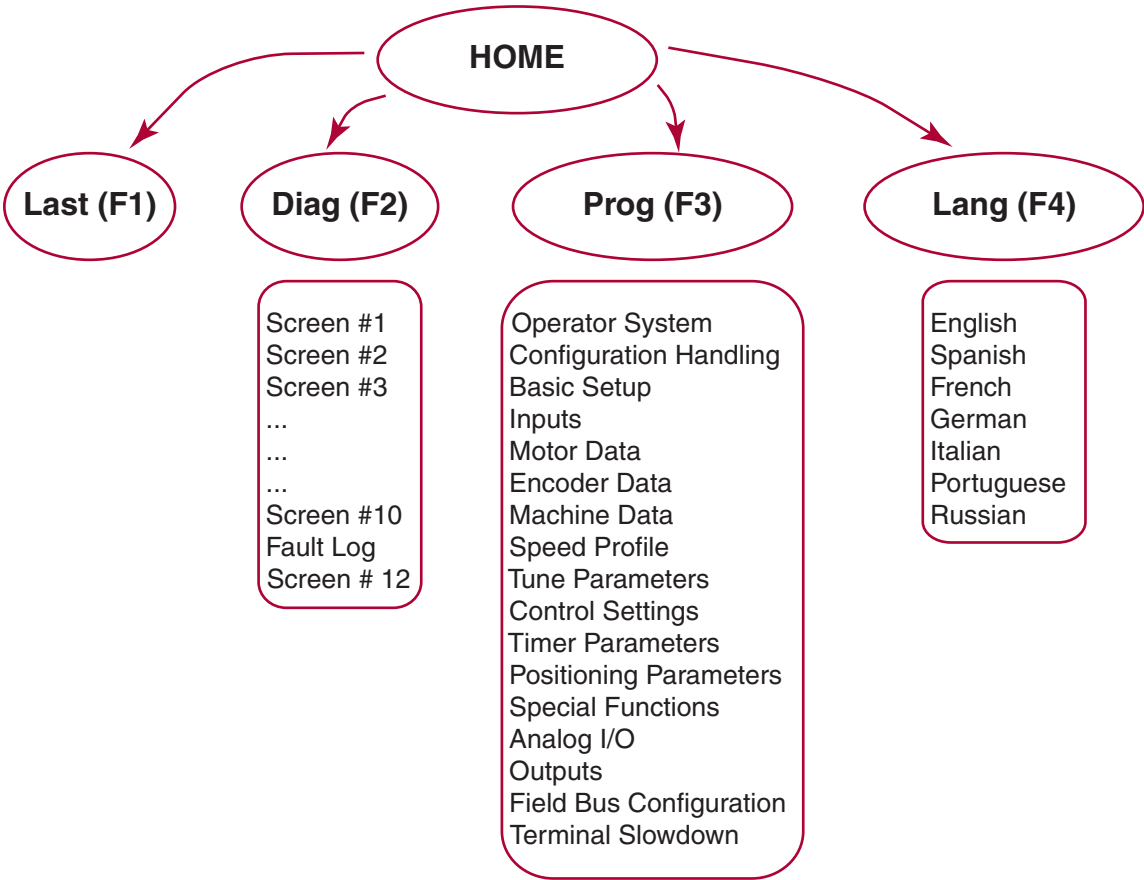 HOME
Last (F1)
Diag (F2)
Prog (F3)
Lang (F4)
Screen #1
Screen #2
Screen #3
...
...
...
Screen #10
Fault Log
Screen # 12
Operator System
Configuration Handling
Basic Setup
Inputs
Motor Data
Encoder Data
Machine Data
Speed Profile
Tune Parameters
Control Settings
Timer Parameters
Positioning Parameters
Special Functions
Analog I/O
Outputs
Field Bus Configuration
Terminal Slowdown
English
Spanish
French
German
Italian
Portuguese
Russian